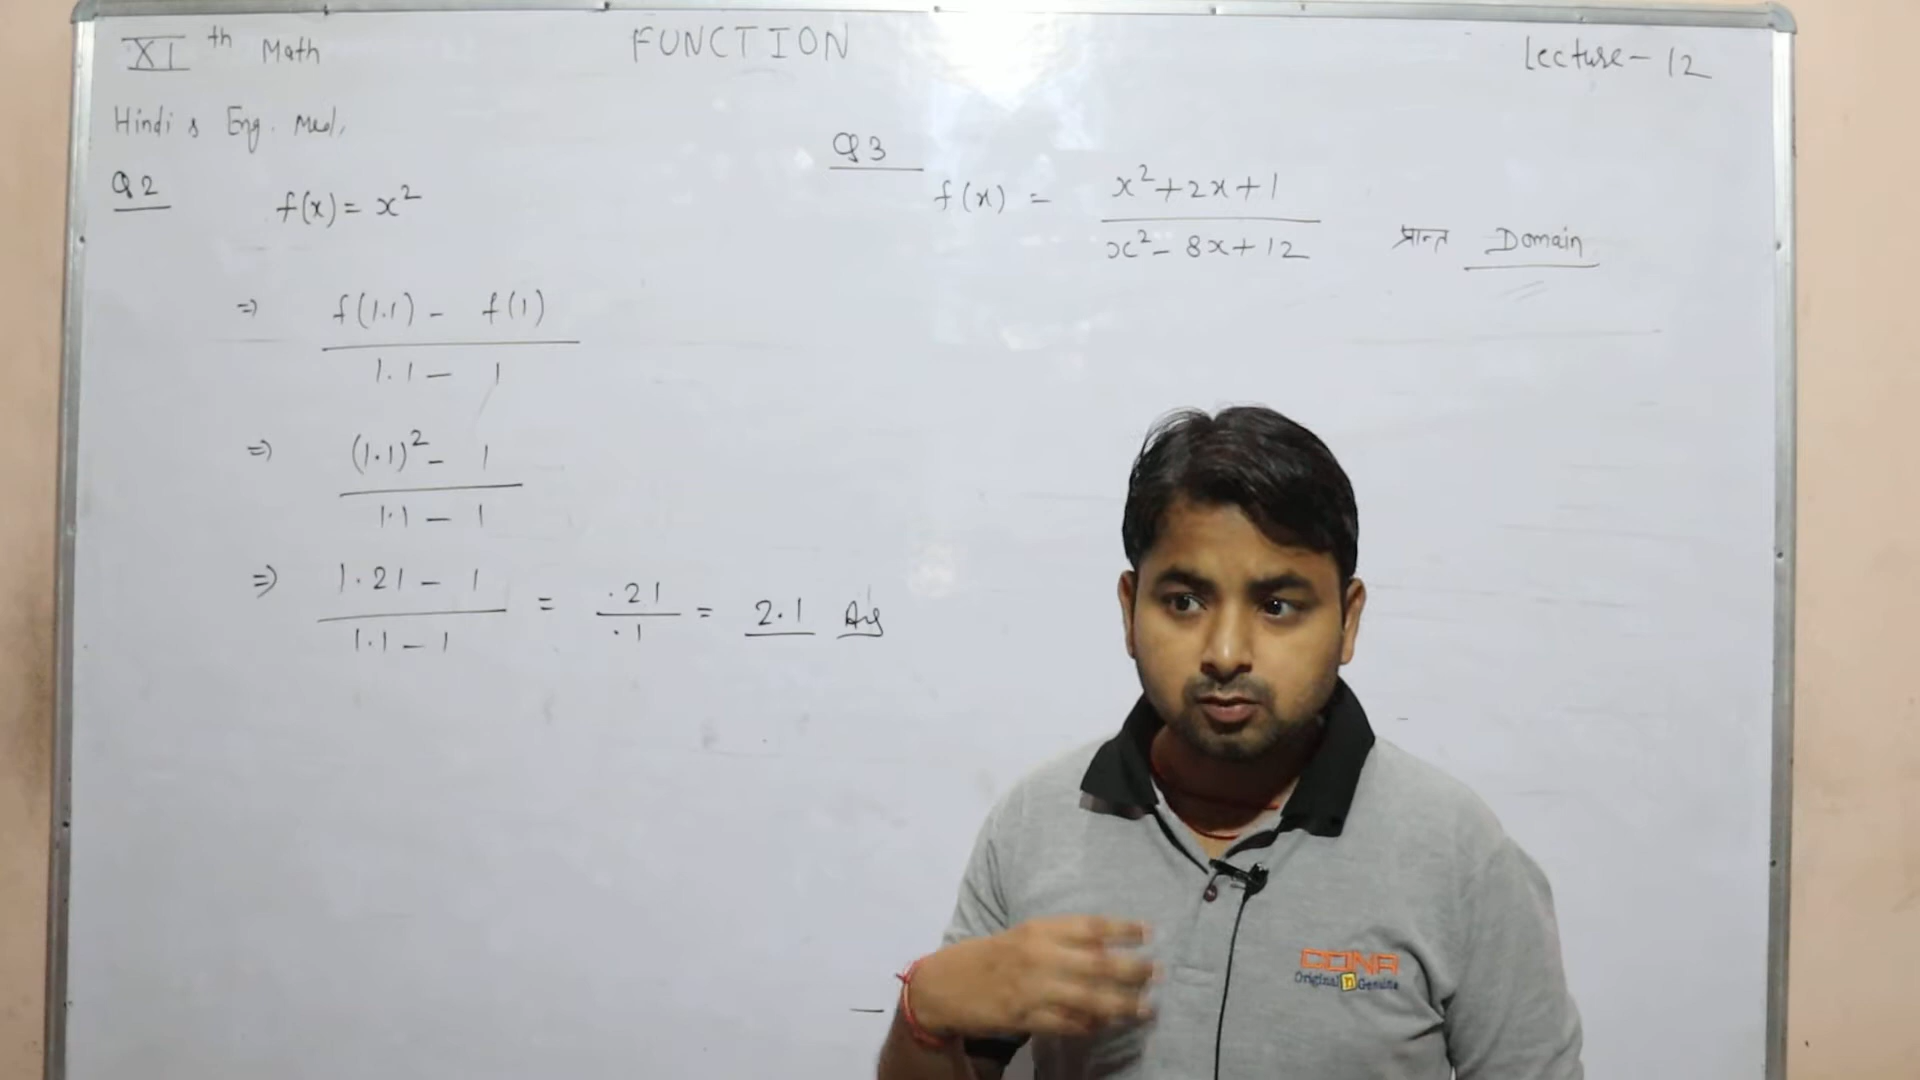 XI th Math
FUNCTION
Lecture - 12
Hindi & Eng. Med.
Q2
f(x) = x²
⇒ f(1.1) - f(1)
1.1 - 1
⇒ (1.1)² - 1
1.1 - 1
⇒ 1.21 - 1 = .21 = 2.1 Ans
1.1 - 1 .1
Q3
f(x) = x²+2x+1
x²- 8x+12
प्रान्त Domain
CONA
Original n Genuine